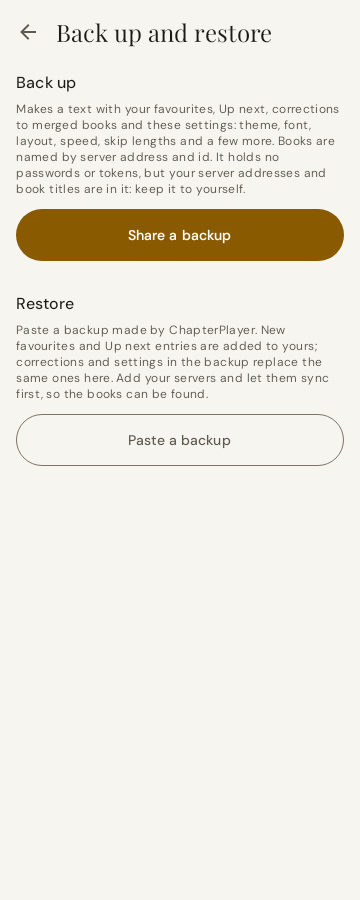 Back up and restore
Back up
Makes a text with your favourites, Up next, corrections
to merged books and these settings: theme, font,
layout, speed, skip lengths and a few more. Books are
named by server address and id. It holds no
passwords or tokens, but your server addresses and
book titles are in it: keep it to yourself.
Share a backup
Restore
Paste a backup made by ChapterPlayer. New
favourites and Up next entries are added to yours;
corrections and settings in the backup replace the
same ones here. Add your servers and let them sync
first, so the books can be found.
Paste a backup